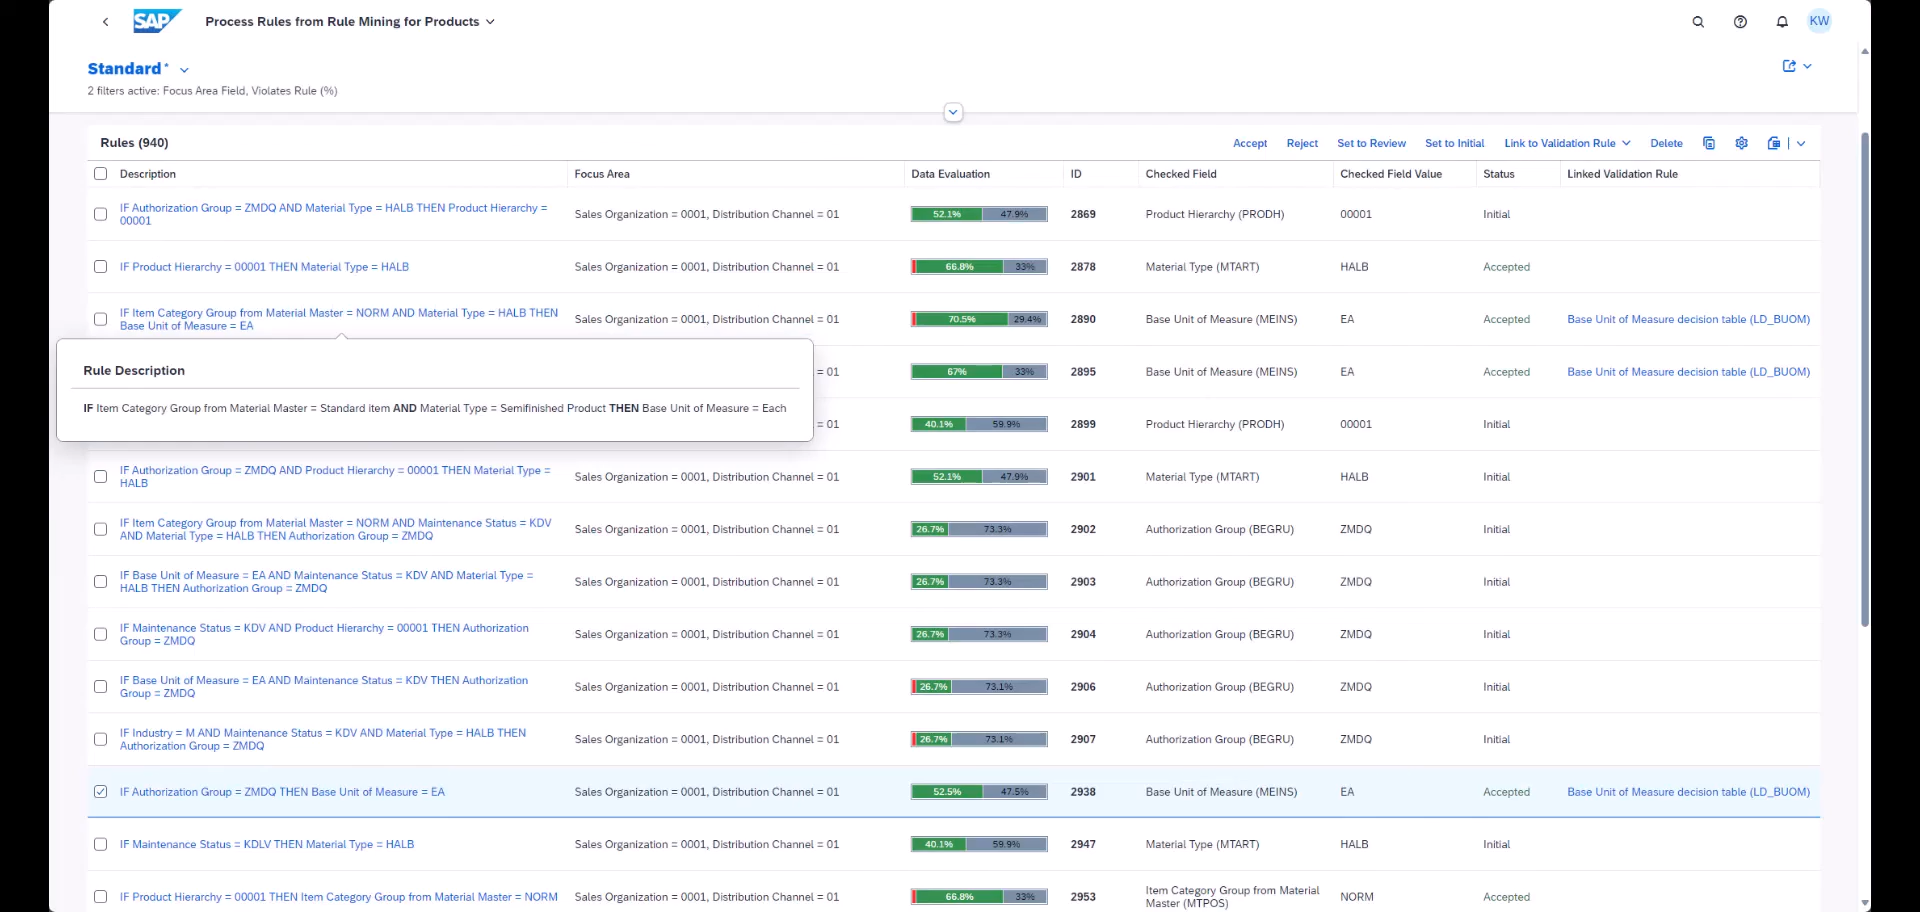 SAP Process Rules from Rule Mining for Products KW
Standard *
2 filters active: Focus Area Field, Violates Rule (%)
Rules (940) Accept Reject Set to Review Set to Initial Link to Validation Rule Delete
Description Focus Area Data Evaluation ID Checked Field Checked Field Value Status Linked Validation Rule
IF Authorization Group = ZMDQ AND Material Type = HALB THEN Product Hierarchy =
00001
Sales Organization = 0001, Distribution Channel = 01 52.1% 47.9% 2869 Product Hierarchy (PRODH) 00001 Initial
IF Product Hierarchy = 00001 THEN Material Type = HALB Sales Organization = 0001, Distribution Channel = 01 66.8% 33% 2878 Material Type (MTART) HALB Accepted
IF Item Category Group from Material Master = NORM AND Material Type = HALB THEN
Base Unit of Measure = EA
Sales Organization = 0001, Distribution Channel = 01 70.5% 29.4% 2890 Base Unit of Measure (MEINS) EA Accepted Base Unit of Measure decision table (LD_BUOM)
Rule Description
= 01 67% 33% 2895 Base Unit of Measure (MEINS) EA Accepted Base Unit of Measure decision table (LD_BUOM)
IF Item Category Group from Material Master = Standard item AND Material Type = Semifinished Product THEN Base Unit of Measure = Each
= 01 40.1% 59.9% 2899 Product Hierarchy (PRODH) 00001 Initial
IF Authorization Group = ZMDQ AND Product Hierarchy = 00001 THEN Material Type =
HALB
Sales Organization = 0001, Distribution Channel = 01 52.1% 47.9% 2901 Material Type (MTART) HALB Initial
IF Item Category Group from Material Master = NORM AND Maintenance Status = KDV
AND Material Type = HALB THEN Authorization Group = ZMDQ
Sales Organization = 0001, Distribution Channel = 01 26.7% 73.3% 2902 Authorization Group (BEGRU) ZMDQ Initial
IF Base Unit of Measure = EA AND Maintenance Status = KDV AND Material Type =
HALB THEN Authorization Group = ZMDQ
Sales Organization = 0001, Distribution Channel = 01 26.7% 73.3% 2903 Authorization Group (BEGRU) ZMDQ Initial
IF Maintenance Status = KDV AND Product Hierarchy = 00001 THEN Authorization
Group = ZMDQ
Sales Organization = 0001, Distribution Channel = 01 26.7% 73.3% 2904 Authorization Group (BEGRU) ZMDQ Initial
IF Base Unit of Measure = EA AND Maintenance Status = KDV THEN Authorization
Group = ZMDQ
Sales Organization = 0001, Distribution Channel = 01 26.7% 73.1% 2906 Authorization Group (BEGRU) ZMDQ Initial
IF Industry = M AND Maintenance Status = KDV AND Material Type = HALB THEN
Authorization Group = ZMDQ
Sales Organization = 0001, Distribution Channel = 01 26.7% 73.1% 2907 Authorization Group (BEGRU) ZMDQ Initial
IF Authorization Group = ZMDQ THEN Base Unit of Measure = EA Sales Organization = 0001, Distribution Channel = 01 52.5% 47.5% 2938 Base Unit of Measure (MEINS) EA Accepted Base Unit of Measure decision table (LD_BUOM)
IF Maintenance Status = KDLV THEN Material Type = HALB Sales Organization = 0001, Distribution Channel = 01 40.1% 59.9% 2947 Material Type (MTART) HALB Initial
IF Product Hierarchy = 00001 THEN Item Category Group from Material Master = NORM Sales Organization = 0001, Distribution Channel = 01 66.8% 33% 2953 Item Category Group from Material
Master (MTPOS)
NORM Accepted